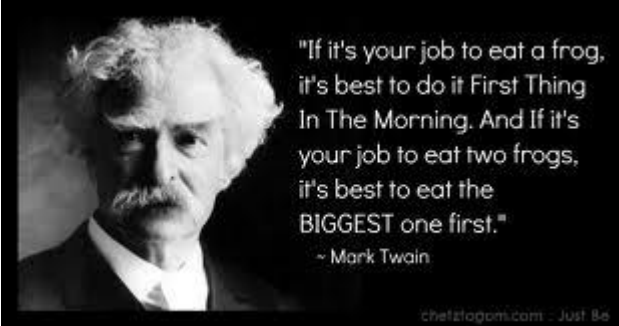 "If it's your job to eat a frog,
it's best to do it First Thing
In The Morning. And If it's
your job to eat two frogs,
it's best to eat the
BIGGEST one first."
~ Mark Twain
chetztogom.com : Just Be